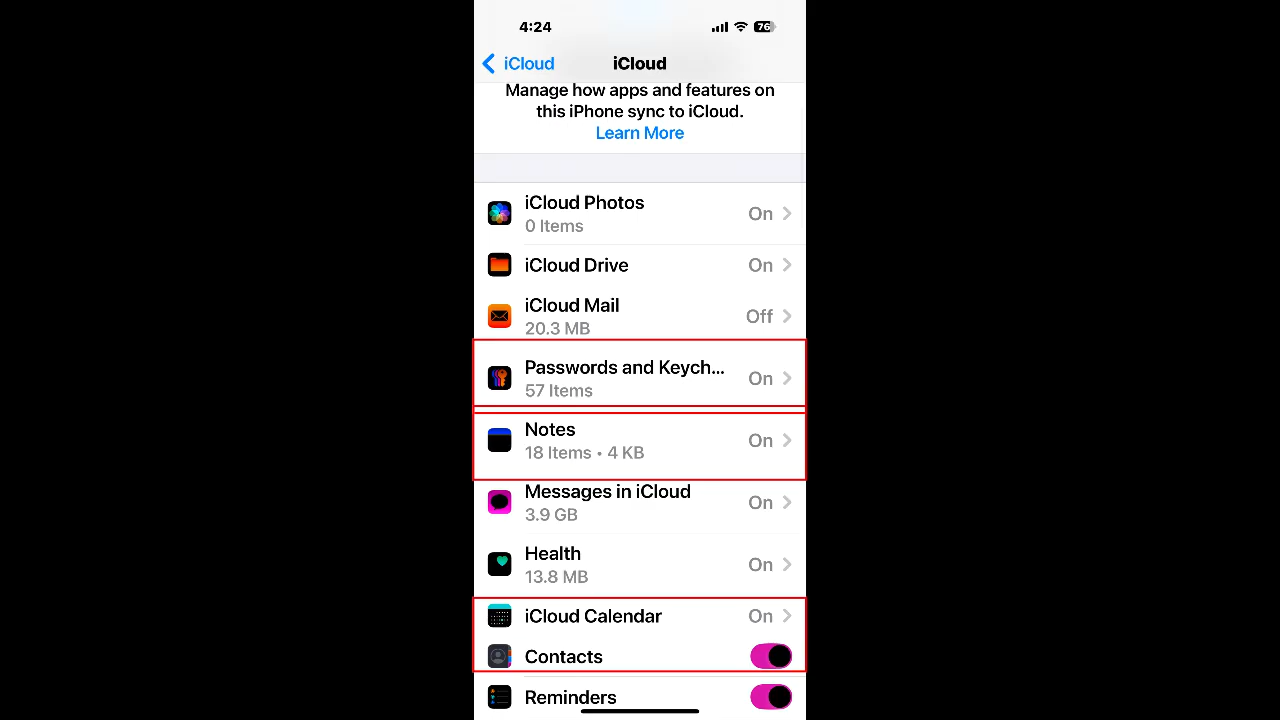 4:24
76
iCloud
iCloud
Manage how apps and features on
this iPhone sync to iCloud.
Learn More
iCloud Photos
0 Items
On
iCloud Drive
On
iCloud Mail
20.3 MB
Off
Passwords and Keych...
57 Items
On
Notes
18 Items • 4 KB
On
Messages in iCloud
3.9 GB
On
Health
13.8 MB
On
iCloud Calendar
On
Contacts
Reminders